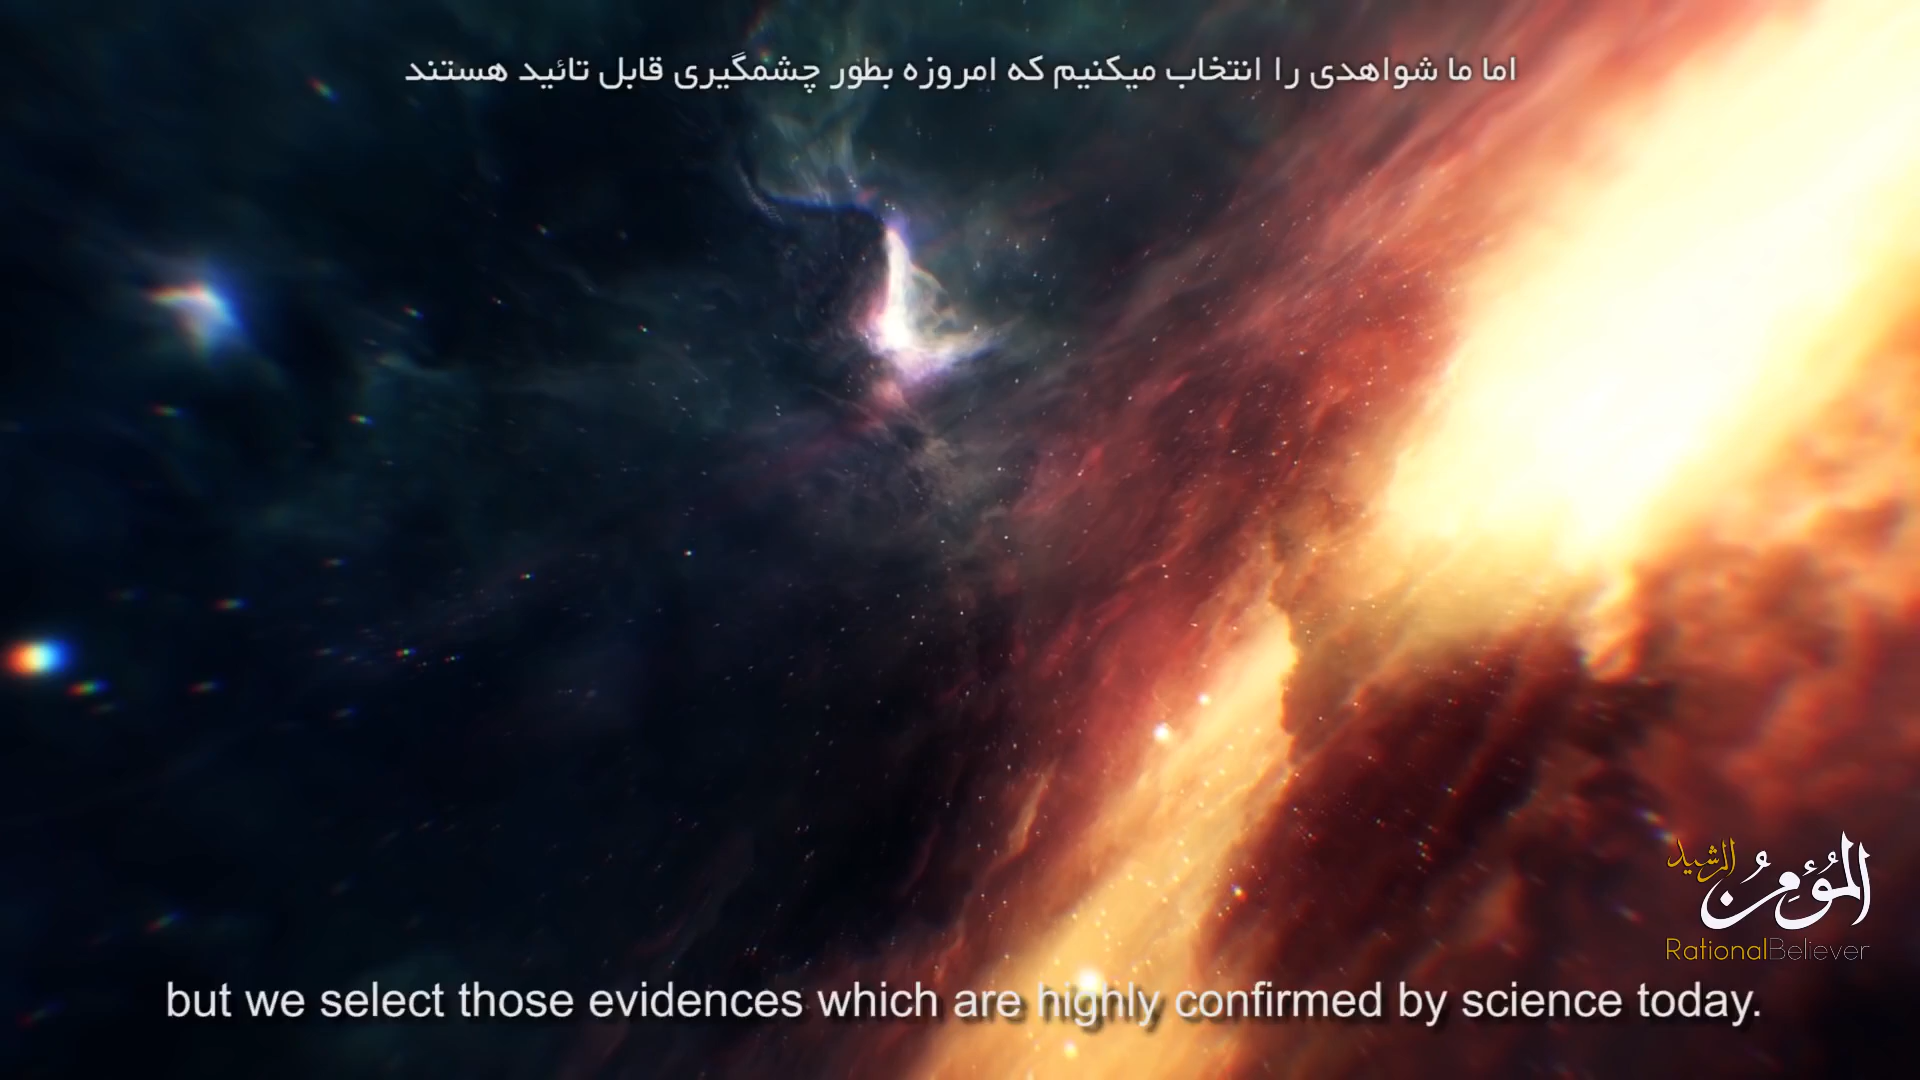 اما ما شواهدی را انتخاب میکنیم که امروزه بطور چشمگیری قابل تائید هستند
المؤمن الرشيد
RationalBeliever
but we select those evidences which are highly confirmed by science today.